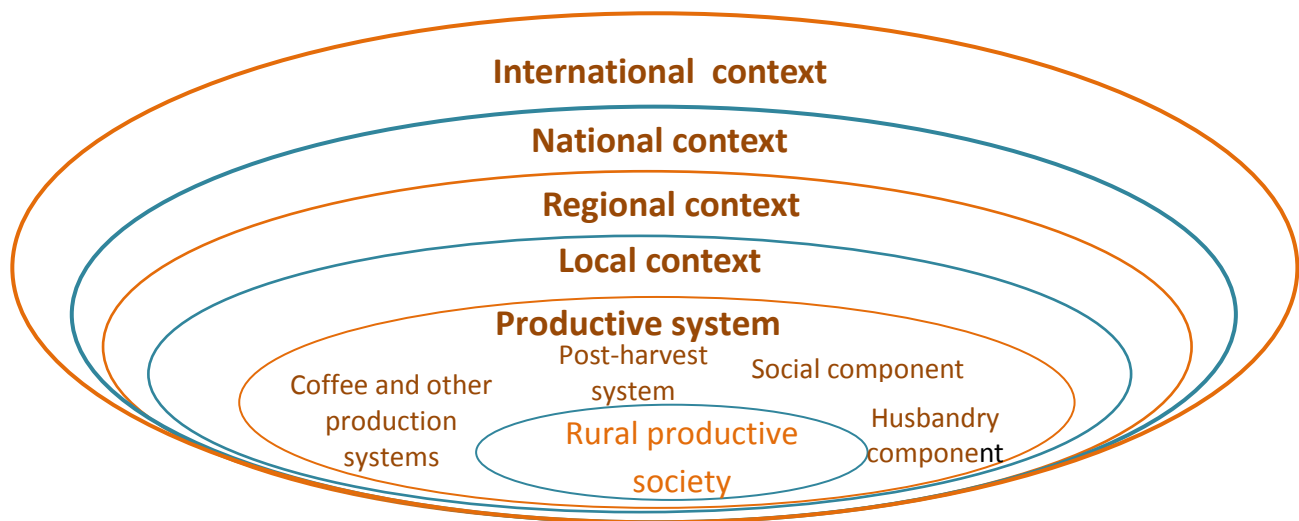 International  context
National context
Regional context
Local context
Productive system
Post-harvest
system
Social component
Coffee and other
production
systems
Husbandry
component
Rural productive
society